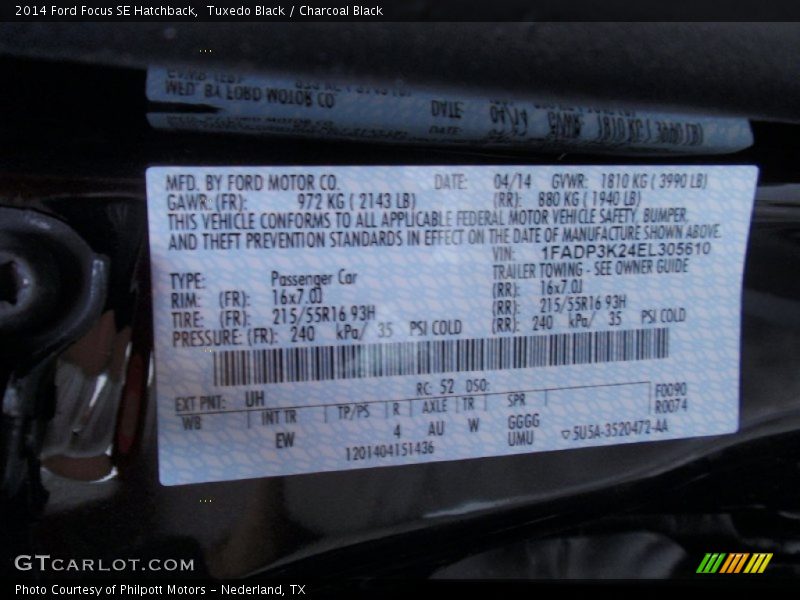 2014 Ford Focus SE Hatchback,  Tuxedo Black / Charcoal Black
MFD. BY FORD MOTOR CO. DATE: 04/14 GVWR: 1810 KG ( 3990 LB)
GAWR: (FR): 972 KG ( 2143 LB) (RR): 880 KG ( 1940 LB)
THIS VEHICLE CONFORMS TO ALL APPLICABLE FEDERAL MOTOR VEHICLE SAFETY, BUMPER,
AND THEFT PREVENTION STANDARDS IN EFFECT ON THE DATE OF MANUFACTURE SHOWN ABOVE.
VIN: 1FADP3K24EL305610
TYPE: Passenger Car TRAILER TOWING - SEE OWNER GUIDE
RIM: (FR): 16x7.0J (RR): 16x7.0J
TIRE: (FR): 215/55R16 93H (RR): 215/55R16 93H
PRESSURE: (FR): 240 kPa/ 35 PSI COLD (RR): 240 kPa/ 35 PSI COLD
EXT PNT: UH RC: 52 DSO: F0090
WB INT TR TP/PS R AXLE TR SPR R0074
EW 4 AU W GGGG
UMU
1201404151436 ▽5U5A-3520472-AA
GTCARLOT.COM
Photo Courtesy of Philpott Motors - Nederland, TX